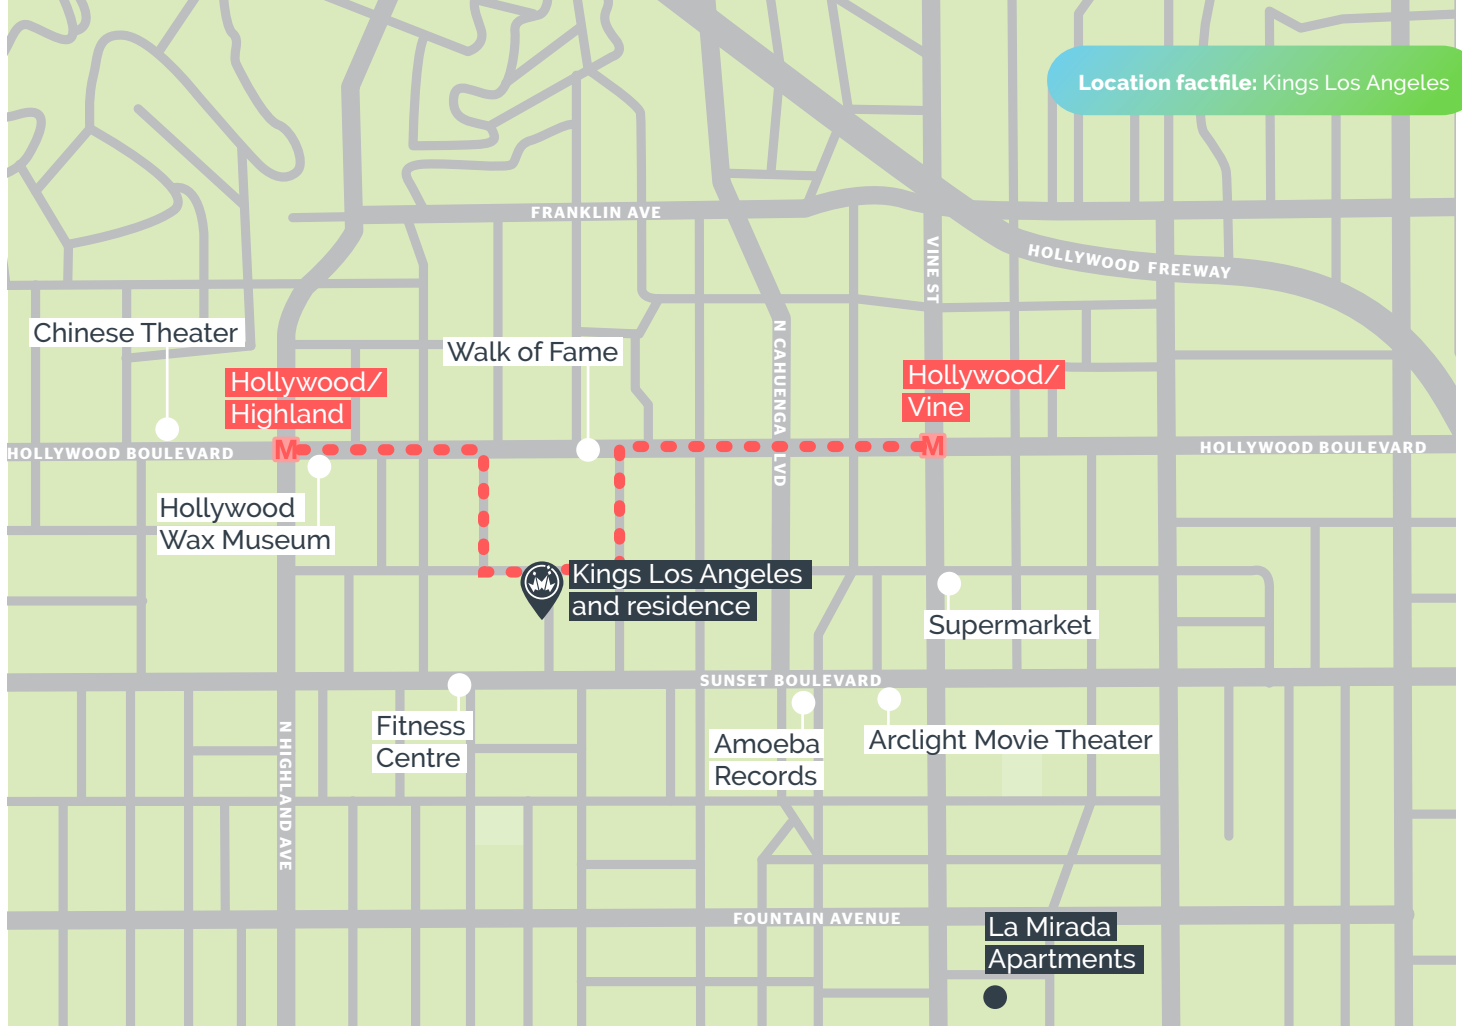 Location factfile: Kings Los Angeles
FRANKLIN AVE
VINE ST
HOLLYWOOD FREEWAY
Chinese Theater
Walk of Fame
N CAHUENGA
LVD
Hollywood/
Highland
Hollywood/
Vine
HOLLYWOOD BOULEVARD
M
M
HOLLYWOOD BOULEVARD
Hollywood
Wax Museum
Kings Los Angeles
and residence
Supermarket
SUNSET BOULEVARD
Fitness
Centre
N HIGHLAND AVE
Amoeba
Records
Arclight Movie Theater
FOUNTAIN AVENUE
La Mirada
Apartments